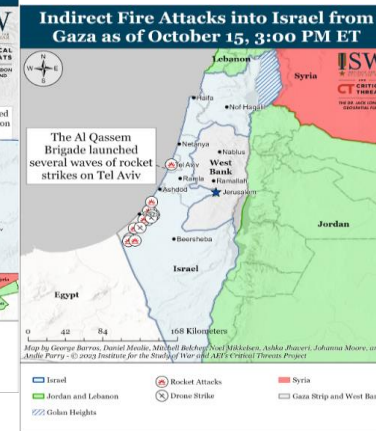 Indirect Fire Attacks into Israel from
Gaza as of October 15, 3:00 PM ET
N
W
E
S
Lebanon
Syria
ISW
CT CRITICAL
Haifa
Nof Hagalil
The Al Qassem
Brigade launched
several waves of rocket
strikes on Tel Aviv
Netanya
Nablus
Tel Aviv
West
Bank
Ramla
Ramallah
Ashdod
Jerusalem
Jordan
Beersheba
Israel
Egypt
0 42 84 168 Kilometers
Map by George Barros, Daniel Mealie, Mitchell Belcher, Noel Mikkelsen, Ashka Jhaveri, Johanna Moore, an
Andie Parry - © 2023 Institute for the Study of War and AEI's Critical Threats Project
Israel
Rocket Attacks
Syria
Jordan and Lebanon
Drone Strike
Gaza Strip and West Ban
Golan Heights